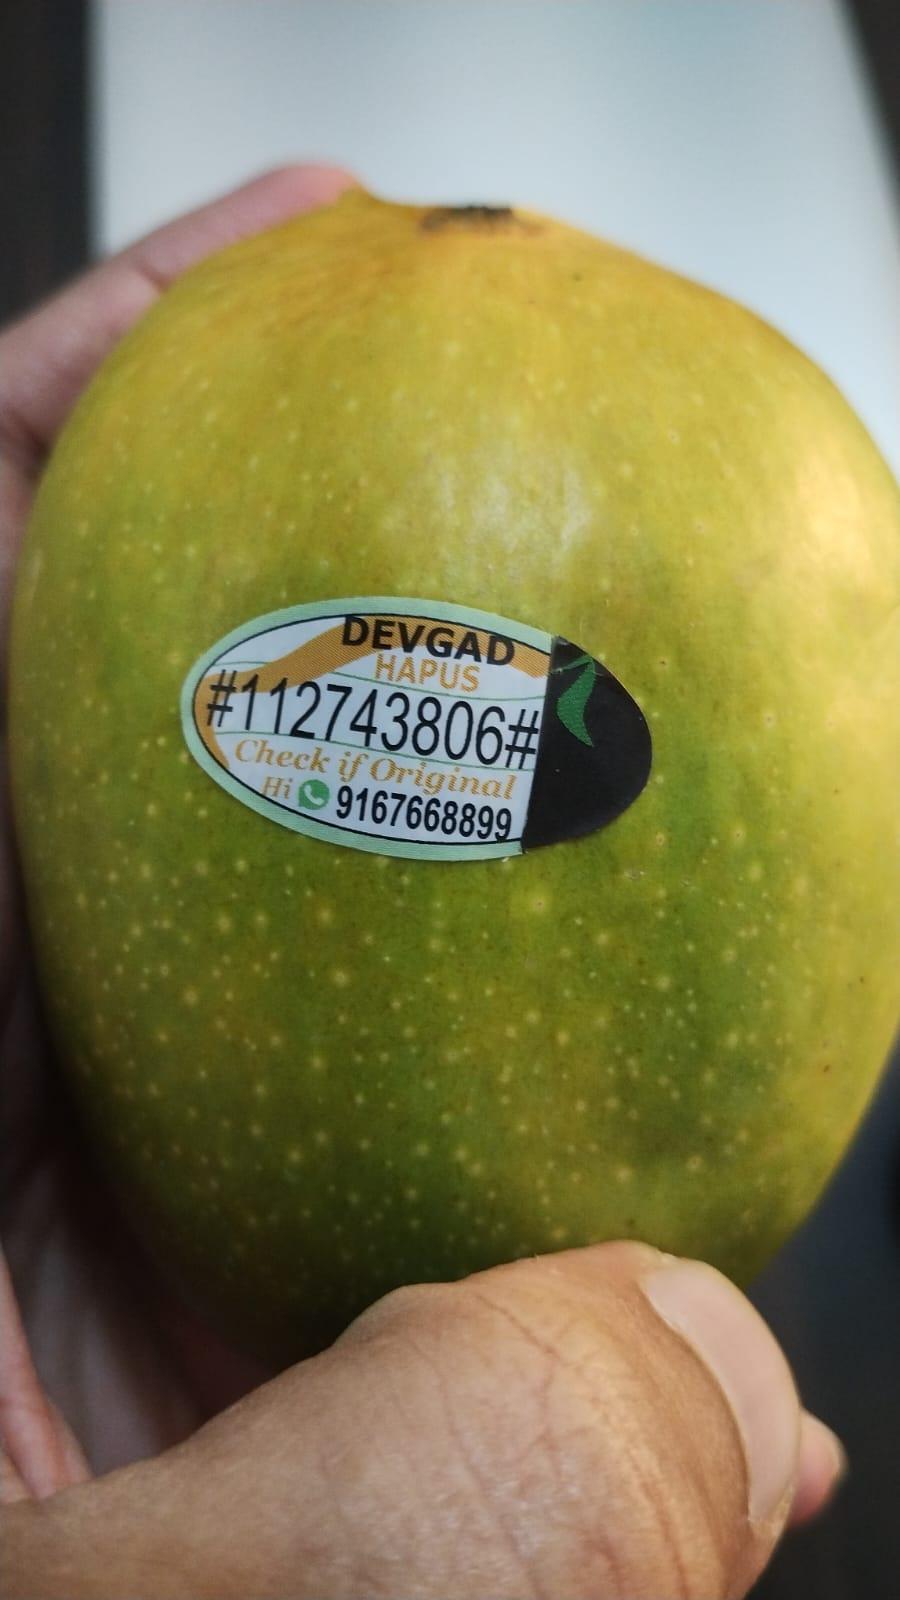 DEVGAD
HAPUS
#112743806#
Check if Original
Hi 9167668899